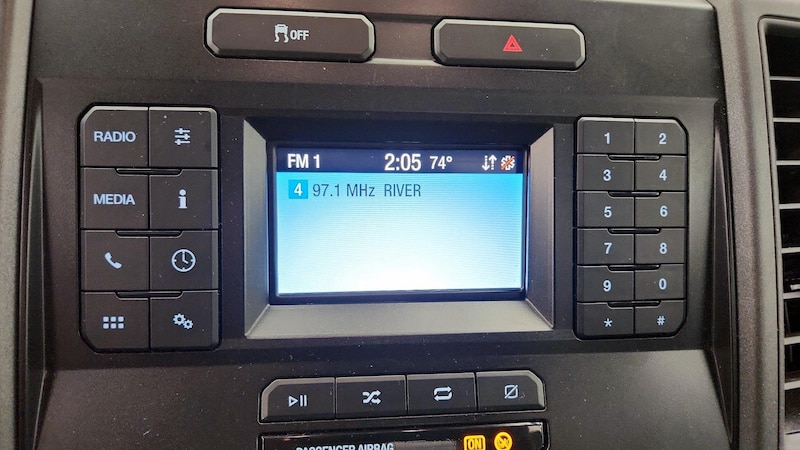 OFF
RADIO
MEDIA
i
FM 1 2:05 74°
4 97.1 MHz RIVER
1 2
3 4
5 6
7 8
9 0
* #
PASSENGER AIRBAG ON